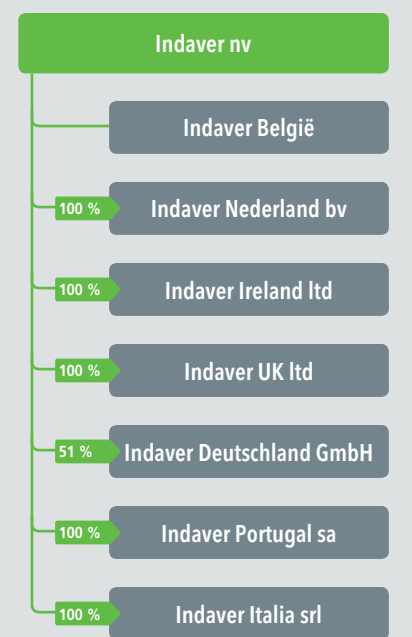 Indaver nv
Indaver België
100 % Indaver Nederland bv
100 % Indaver Ireland ltd
100 % Indaver UK ltd
51 % Indaver Deutschland GmbH
100 % Indaver Portugal sa
100 % Indaver Italia srl